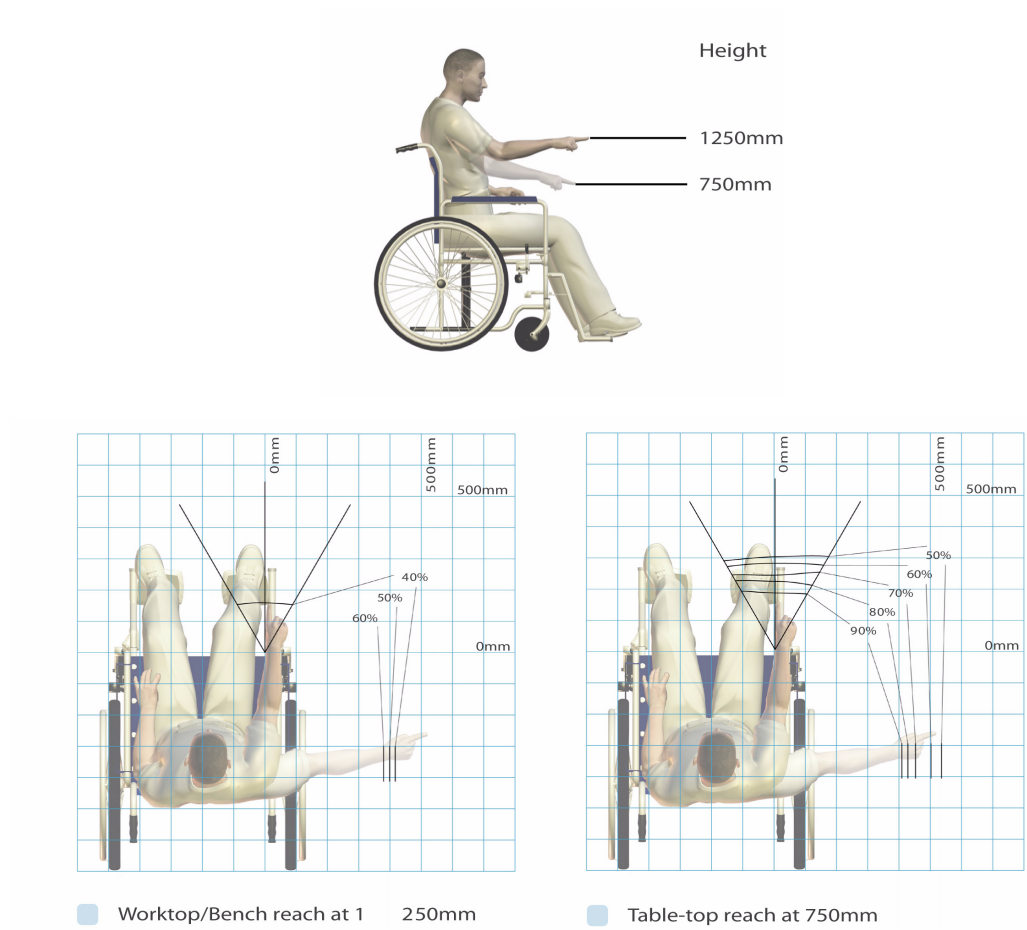 Height
1250mm
750mm
0mm
500mm
500mm
40%
50%
60%
0mm
Worktop/Bench reach at 1 250mm
0mm
500mm
500mm
50%
60%
70%
80%
90%
0mm
Table-top reach at 750mm